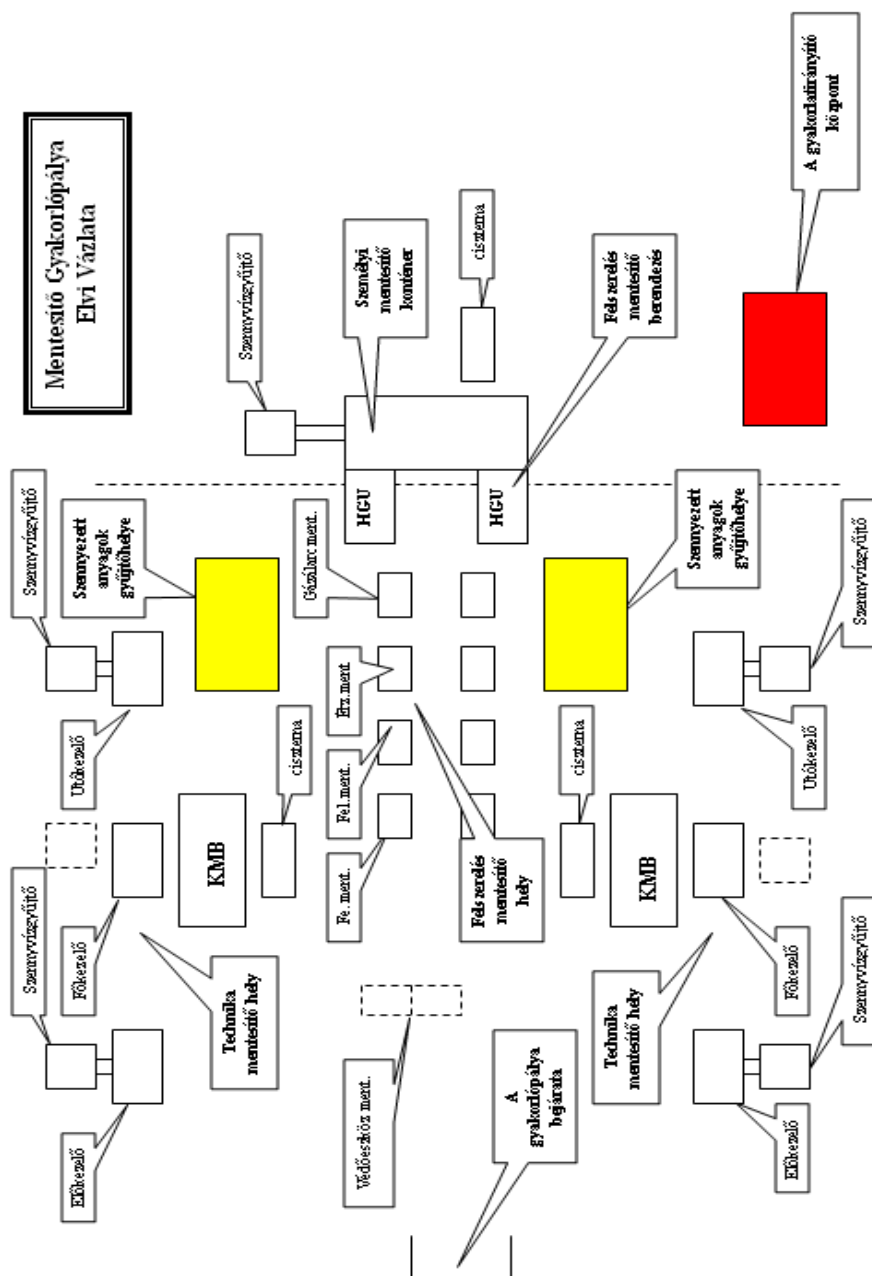 Mentesítő Gyakorlópálya
Elvi Vázlata
Szennyvízgyűjtő
Szennyvízgyűjtő
Előkezelő
Főkezelő
Utókezelő
Szennyezett
anyagok
gyűjtőhelye
Szennyvízgyűjtő
Technika
mentesítő hely
KMB
ciszterna
Védőeszköz ment.
Fe. ment.
Fel. ment.
Érz. ment.
Gázálarc ment.
HGU
Személyi
mentesítő
konténer
A
gyakorlópálya
bejárata
Felszerelés
mentesítő
hely
HGU
ciszterna
ciszterna
Felszerelés
mentesítő
berendezés
Technika
mentesítő hely
KMB
Szennyezett
anyagok
gyűjtőhelye
Előkezelő
Főkezelő
Utókezelő
A gyakorlatirányító
központ
Szennyvízgyűjtő
Szennyvízgyűjtő